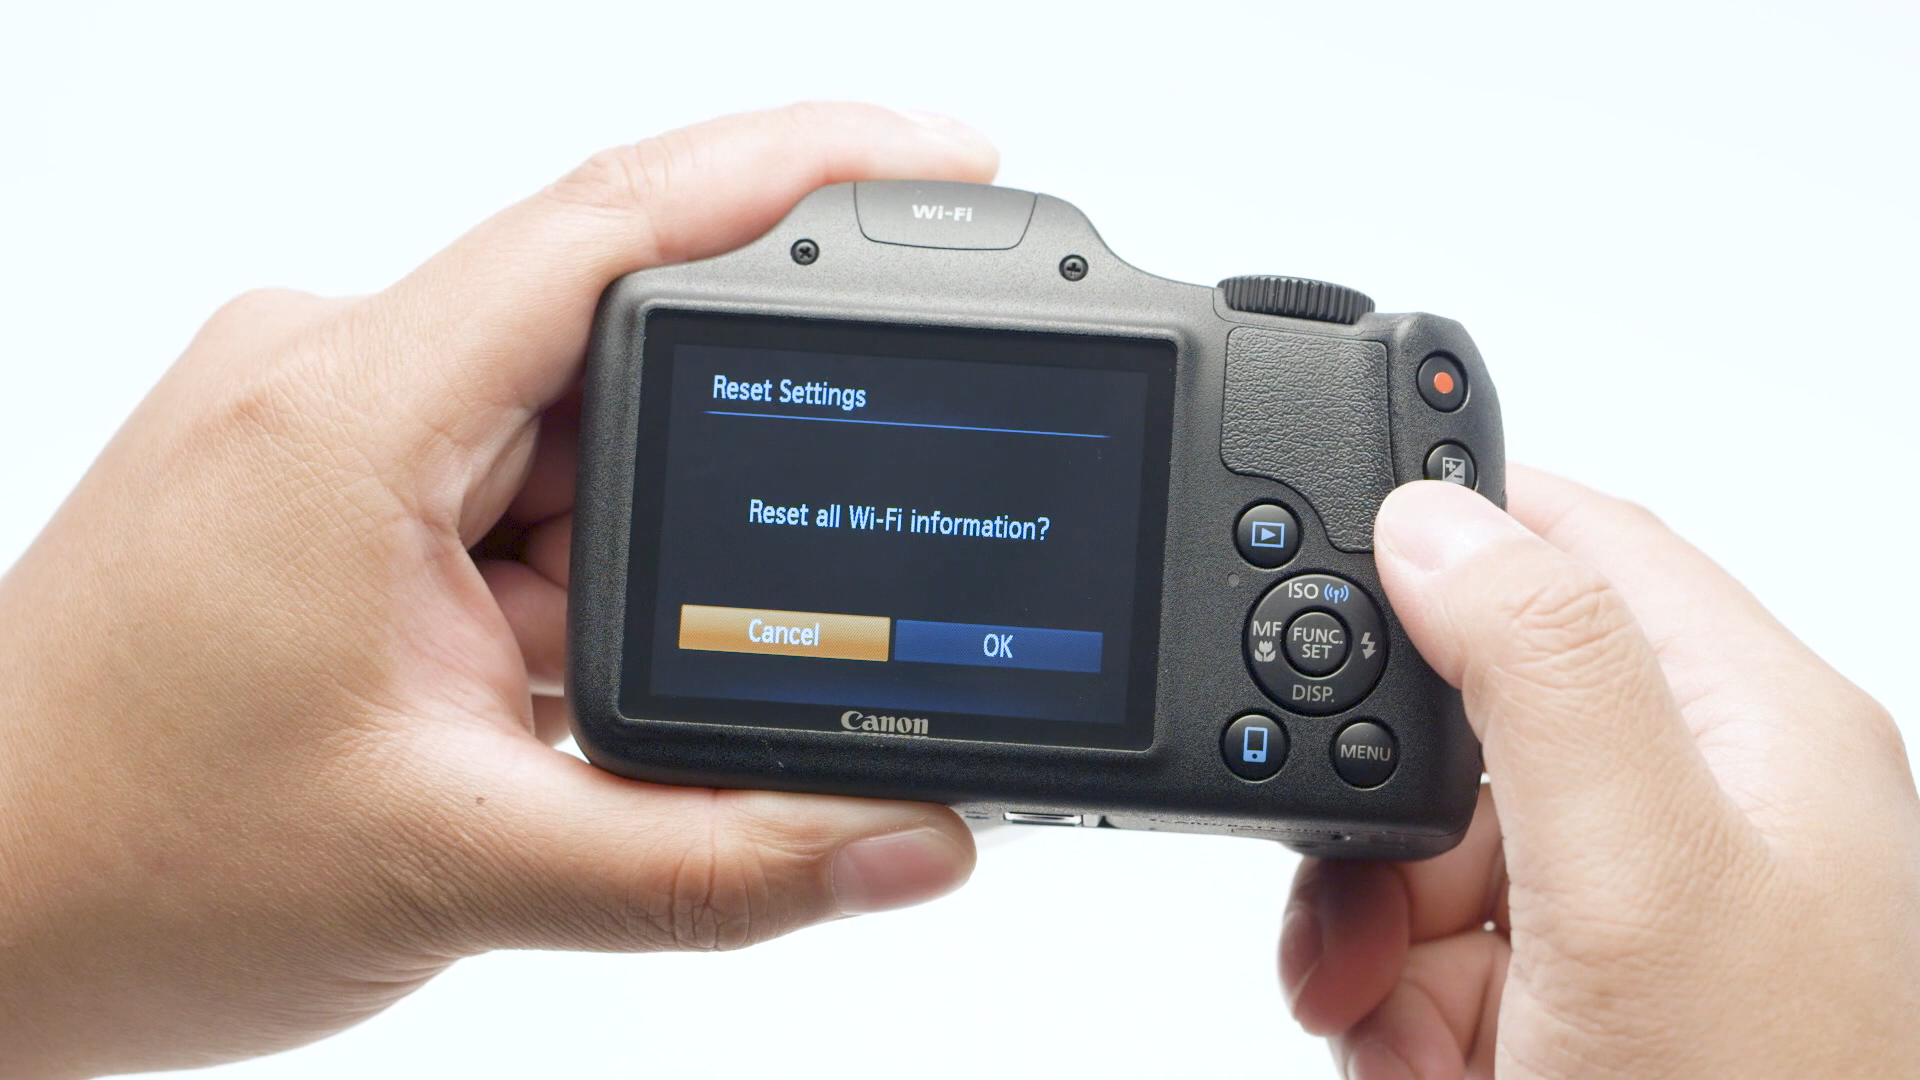 Wi-Fi
Reset Settings
Reset all Wi-Fi information?
Cancel
OK
Canon
ISO
MF
FUNC.
SET
DISP.
MENU